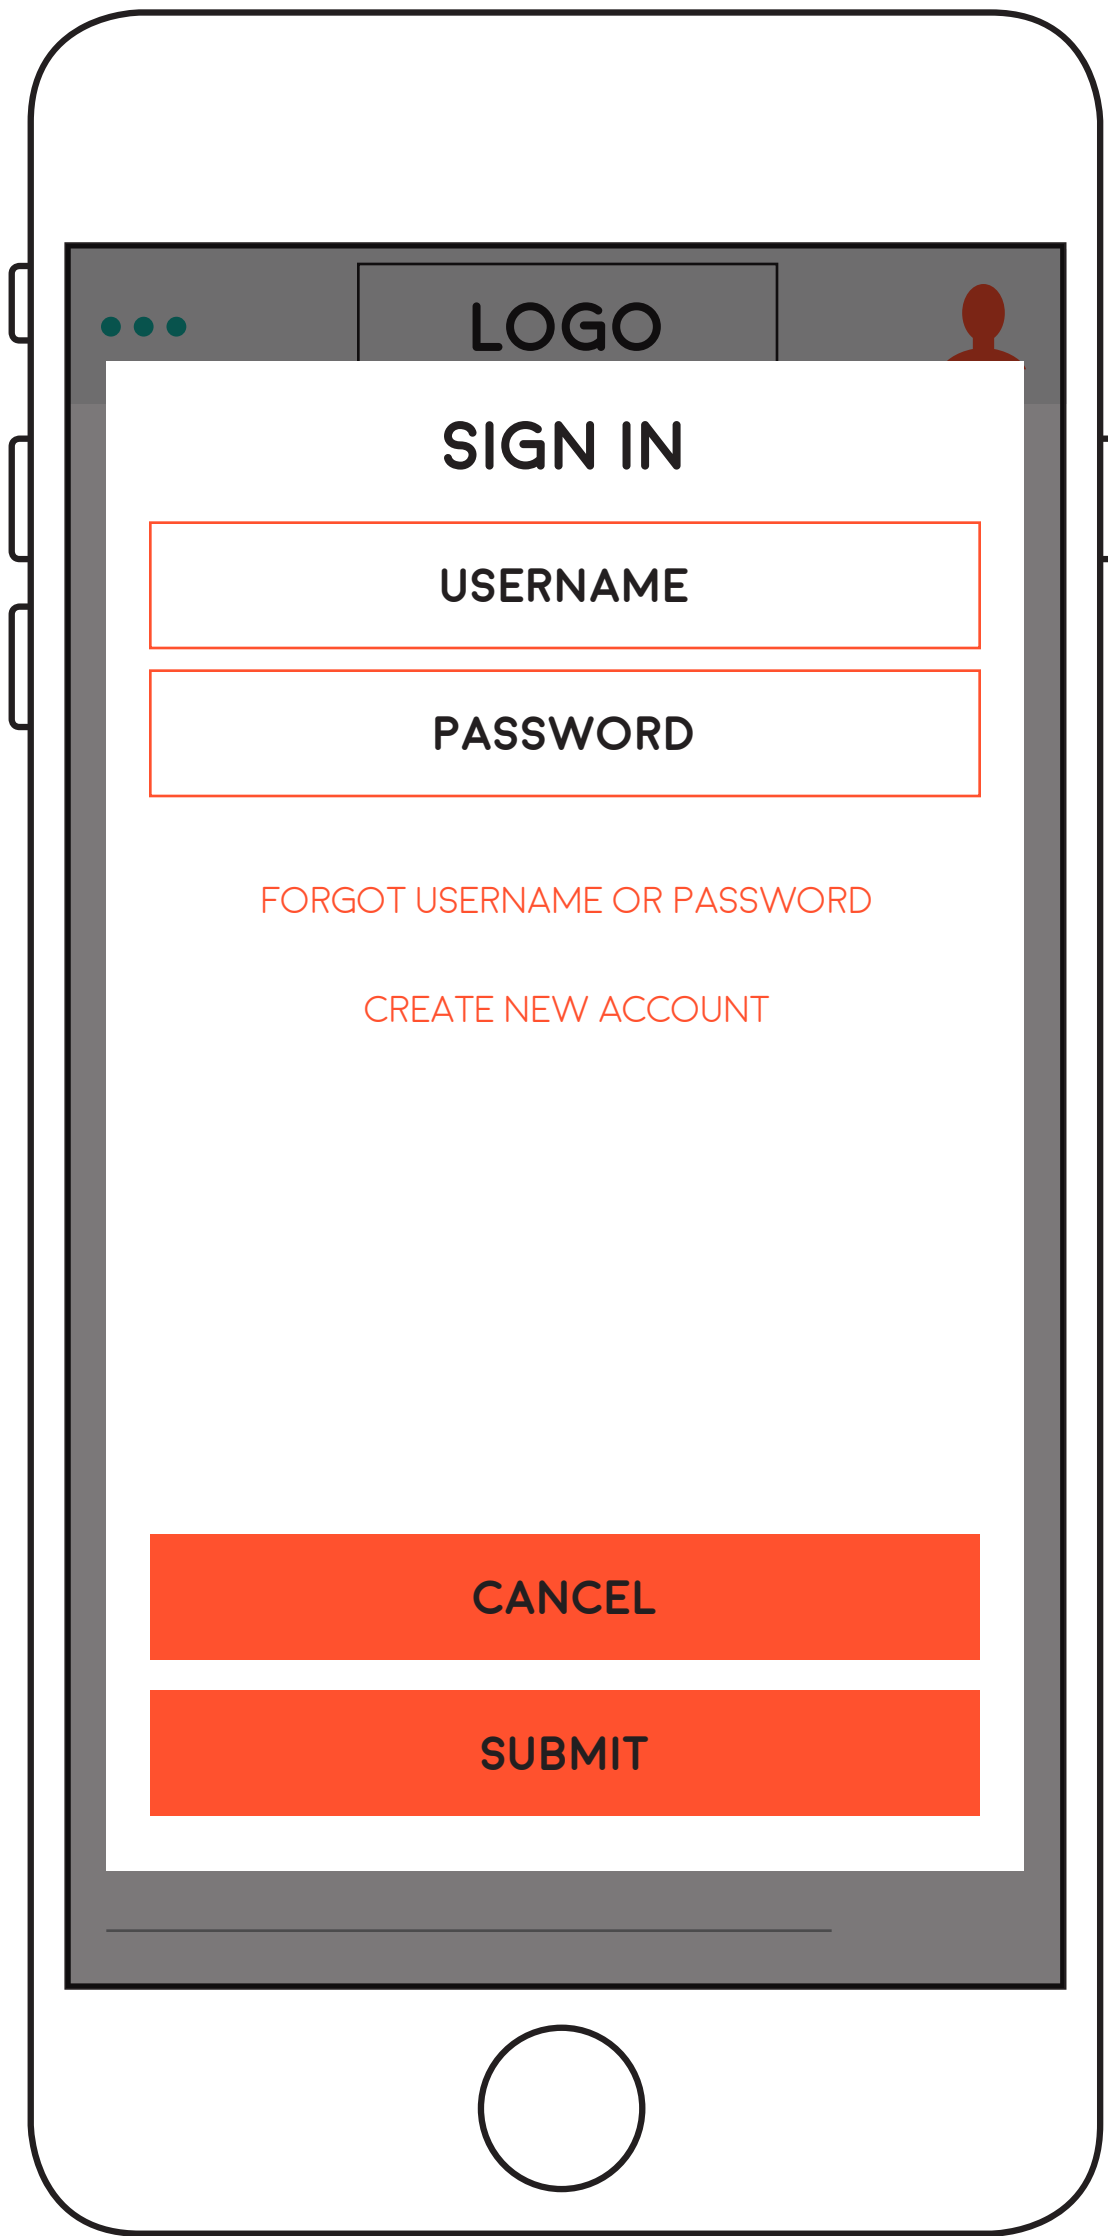 LOGO
SIGN IN
USERNAME
PASSWORD
FORGOT USERNAME OR PASSWORD
CREATE NEW ACCOUNT
CANCEL
SUBMIT